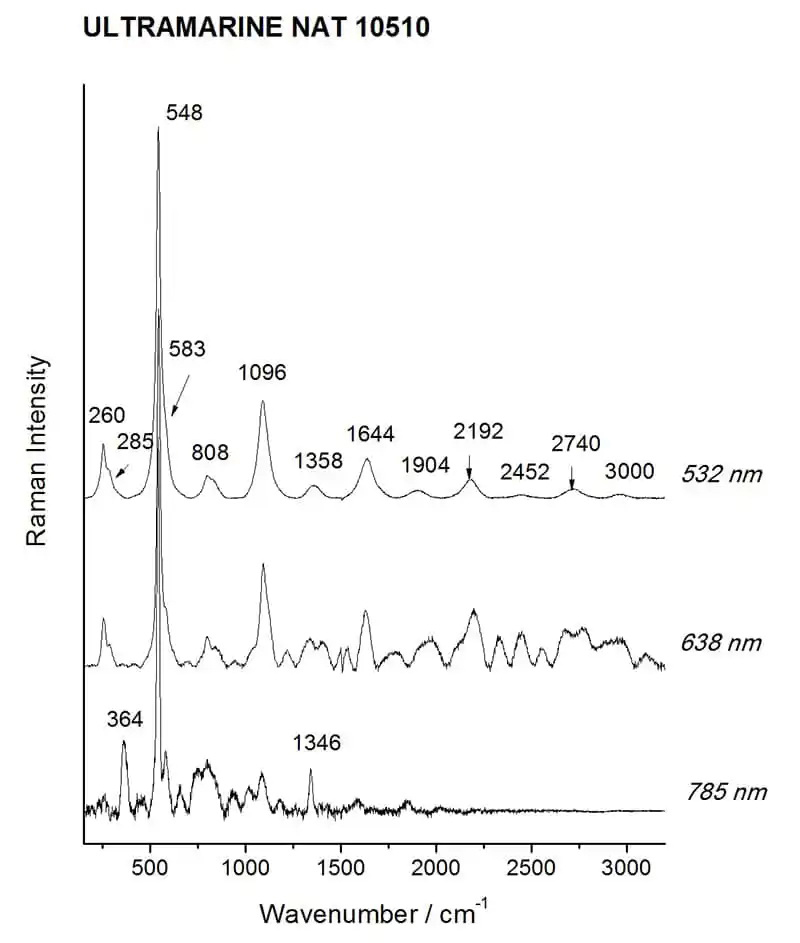 ULTRAMARINE NAT 10510
548
583
1096
260
285
808
1358
1644
1904
2192
2452
2740
3000
532 nm
638 nm
364
1346
785 nm
Raman Intensity
500 1000 1500 2000 2500 3000
Wavenumber / cm⁻¹